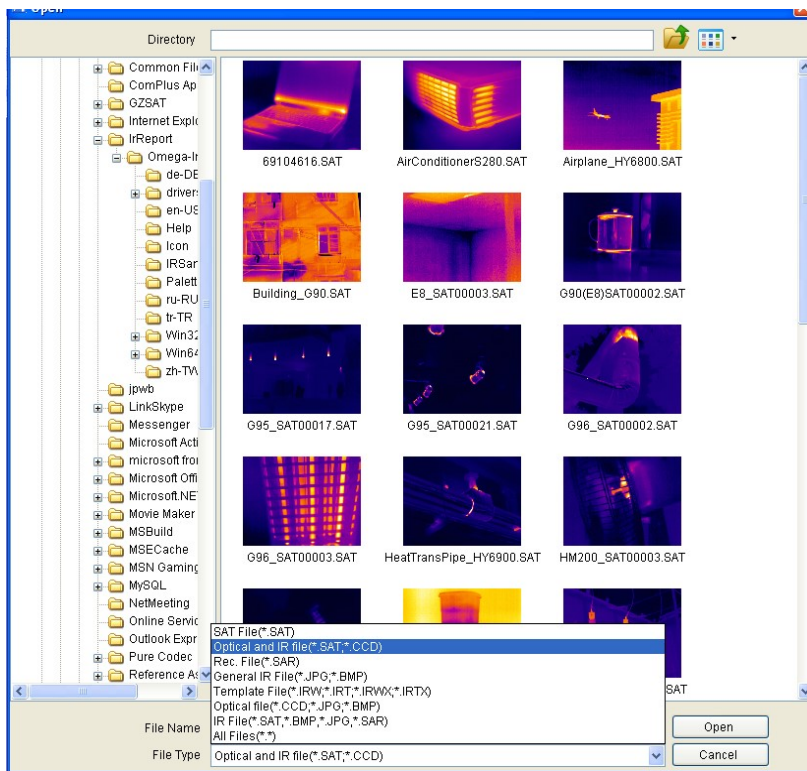 Open
Directory
Common File
ComPlus Ap
GZSAT
Internet Explo
IrReport
Omega-Ir
de-DE
drivers
en-US
Help
Icon
IRSar
Palett
ru-RU
tr-TR
Win32
Win64
zh-TW
jpwb
LinkSkype
Messenger
Microsoft Acti
microsoft fror
Microsoft Offi
Microsoft.NE
Movie Maker
MSBuild
MSECache
MSN Gaming
MySQL
NetMeeting
Online Servic
Outlook Expr
Pure Codec
Reference As
69104616.SAT
AirConditionerS280.SAT
Airplane_HY6800.SAT
Building_G90.SAT
E8_SAT00003.SAT
G90(E8)SAT00002.SAT
G95_SAT00017.SAT
G95_SAT00021.SAT
G96_SAT00002.SAT
G96_SAT00003.SAT
HeatTransPipe_HY6900.SAT
HM200_SAT00003.SAT
SAT
SAT File(*.SAT)
Optical and IR file(*.SAT;*.CCD)
Rec. File(*.SAR)
General IR File(*.JPG;*.BMP)
Template File(*.IRW;*.IRT;*.IRWX;*.IRTX)
Optical file(*.CCD;*.JPG;*.BMP)
IR File(*.SAT,*.BMP,*.JPG,*.SAR)
All Files(*.*)
File Name
Open
File Type
Optical and IR file(*.SAT;*.CCD)
Cancel